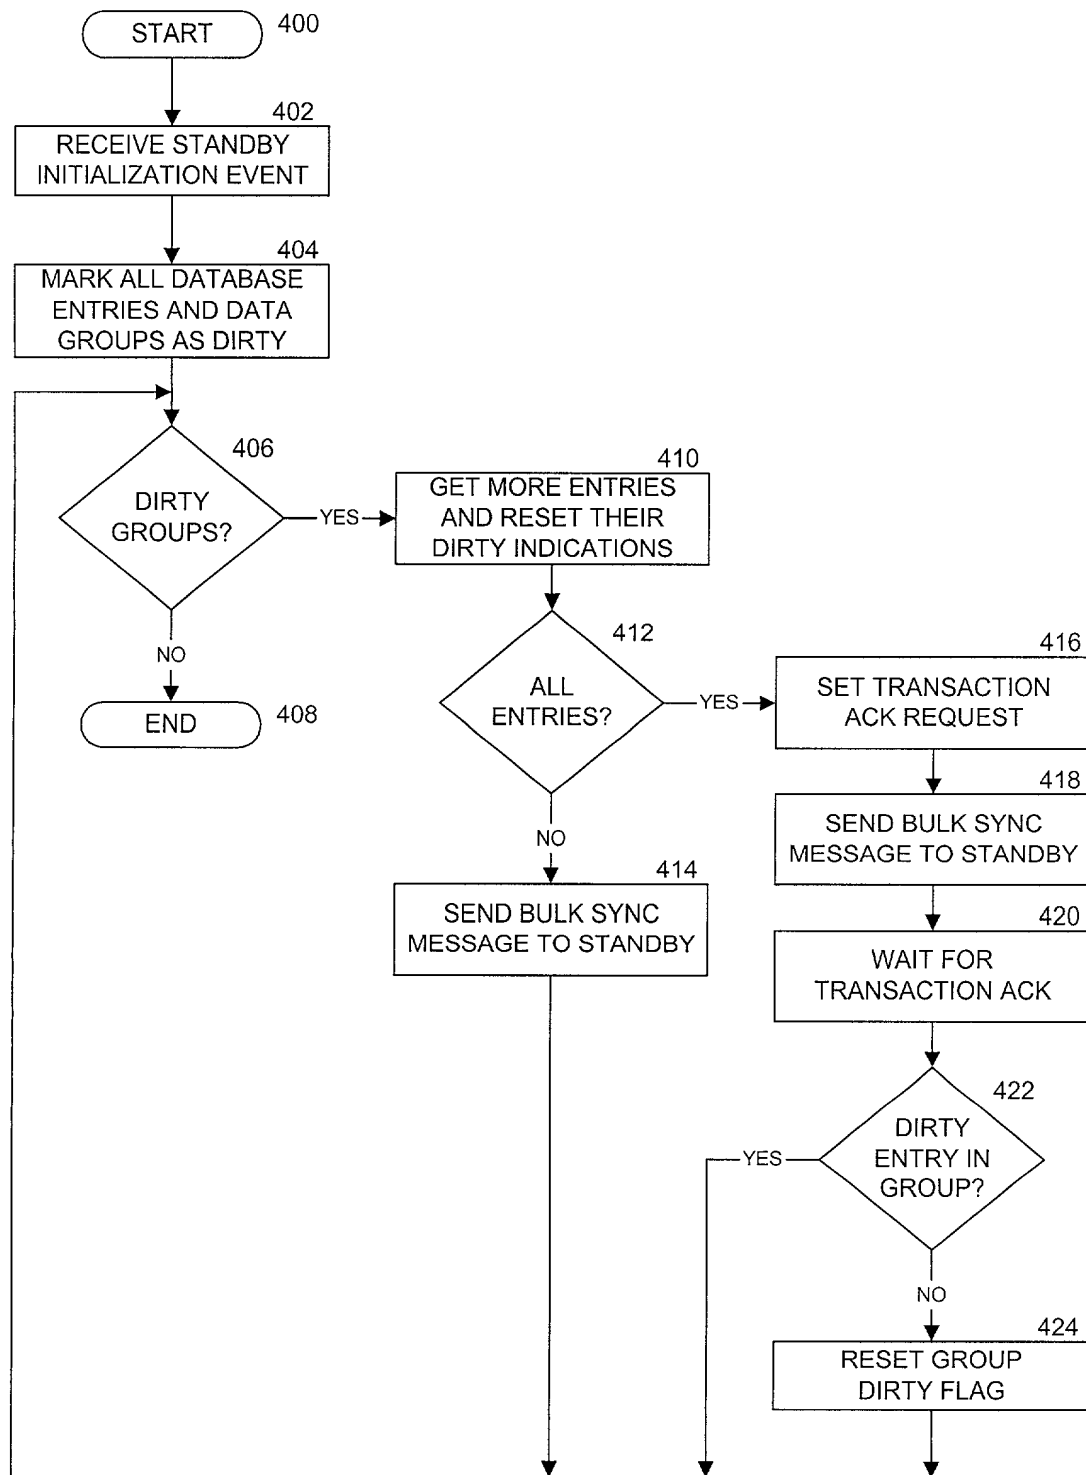 START
400
402
RECEIVE STANDBY
INITIALIZATION EVENT
404
MARK ALL DATABASE
ENTRIES AND DATA
GROUPS AS DIRTY
406
DIRTY
GROUPS?
YES
NO
END
408
410
GET MORE ENTRIES
AND RESET THEIR
DIRTY INDICATIONS
412
ALL
ENTRIES?
YES
NO
414
SEND BULK SYNC
MESSAGE TO STANDBY
416
SET TRANSACTION
ACK REQUEST
418
SEND BULK SYNC
MESSAGE TO STANDBY
420
WAIT FOR
TRANSACTION ACK
422
DIRTY
ENTRY IN
GROUP?
YES
NO
424
RESET GROUP
DIRTY FLAG